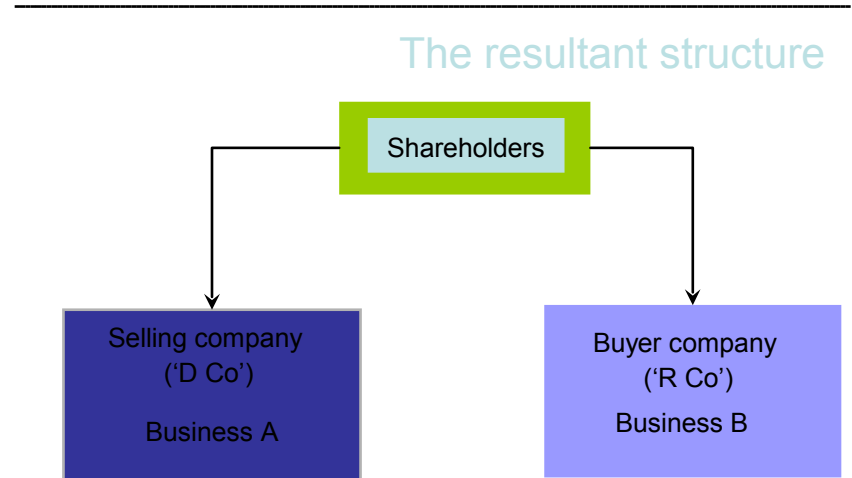 The resultant structure
Shareholders
Selling company
(‘D Co’)
Business A
Buyer company
(‘R Co’)
Business B